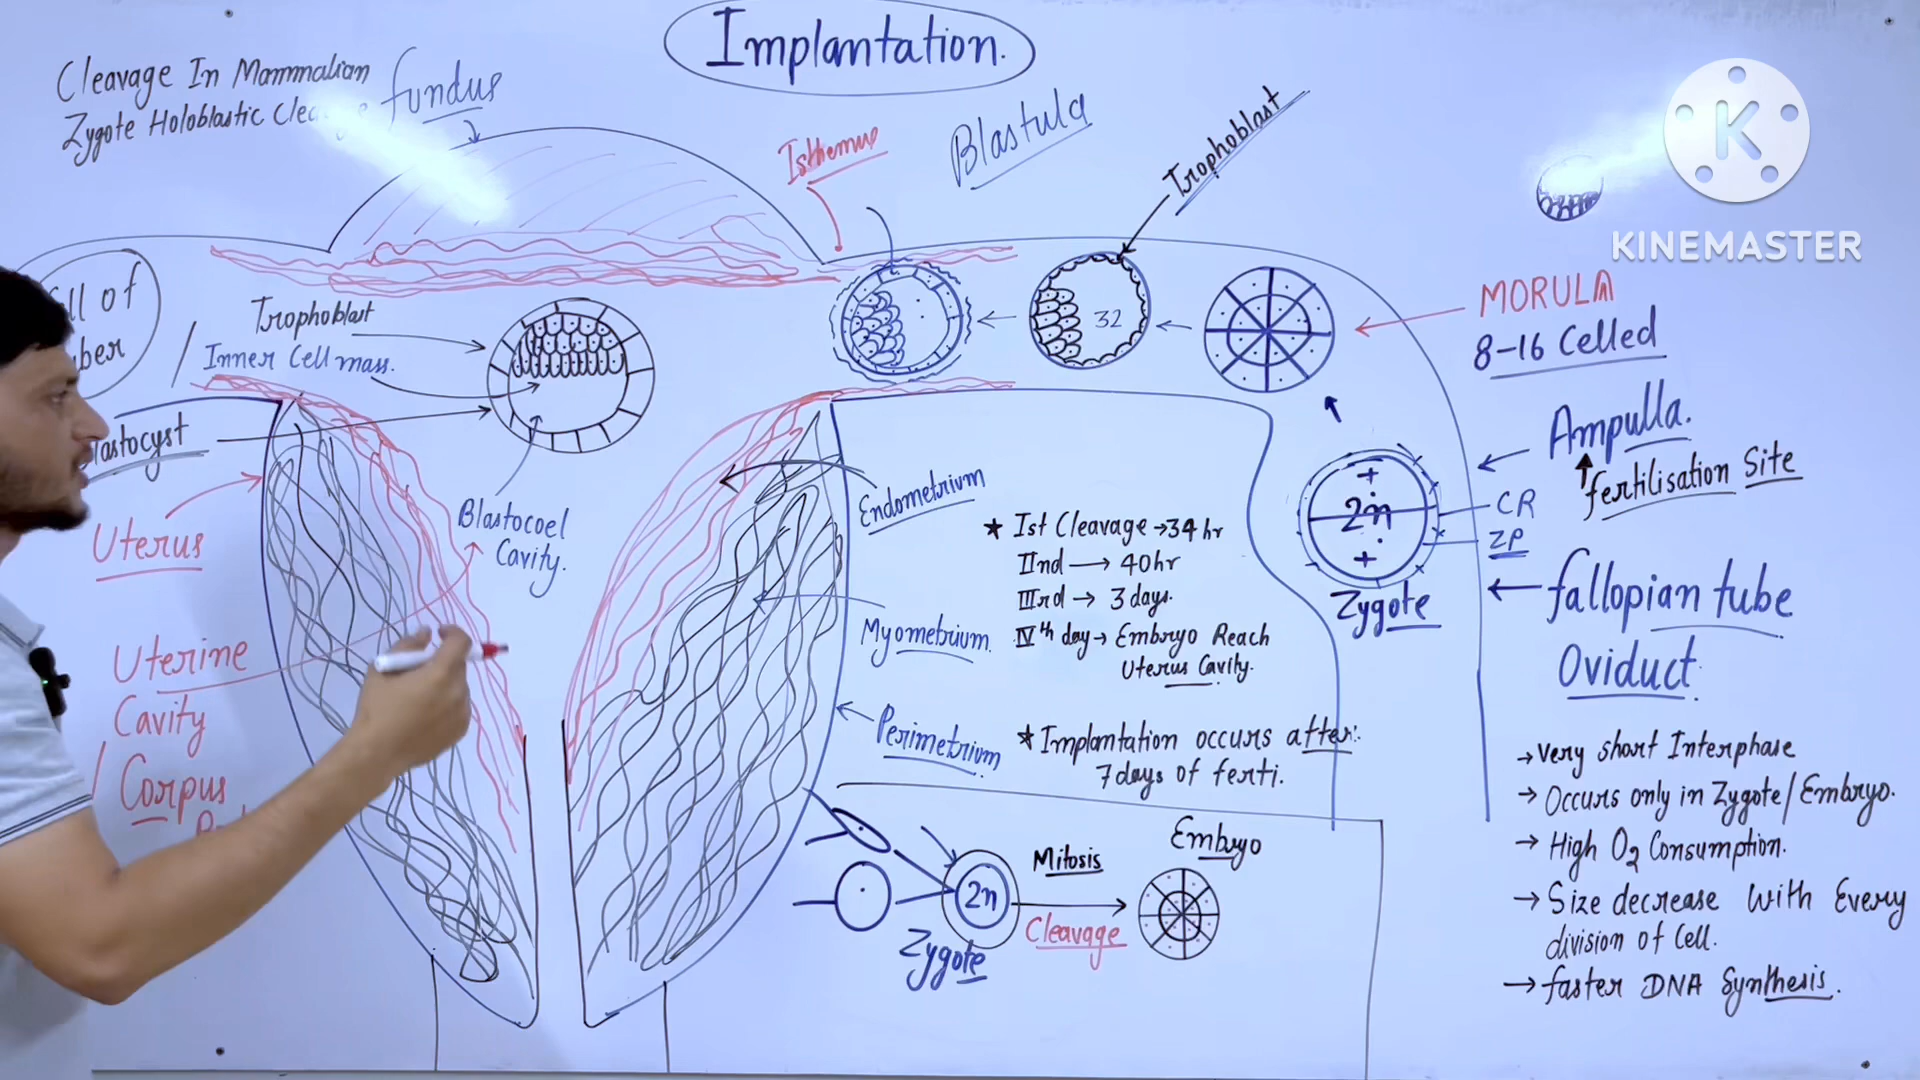 Implantation.
Cleavage In Mammalian
Zygote Holoblastic
fundus
Isthemus
Blastula
Trophoblast
K
KINEMASTER
of
Trophoblast
Inner Cell mass.
Uterus
Blastocoel
Cavity.
Uterine
Cavity
Corpus
32
MORULA
8-16 Celled
Ampulla.
fertilisation Site
+
2n
+
CR
ZP
Zygote
fallopian tube
Oviduct
Endometrium
Myometrium.
Perimetrium
★ Ist Cleavage → 34 hr
IInd → 40hr
IIIrd → 3 days.
IVth day → Embryo Reach
Uterus Cavity.
★ Implantation occurs after:
7 days of ferti.
2n
Zygote
Mitosis
Cleavage
Embryo
→ Very short Interphase
→ Occurs only in Zygote/Embryo.
→ High O2 Consumption.
→ Size decrease With Every
division of Cell.
→ faster DNA Synthesis.